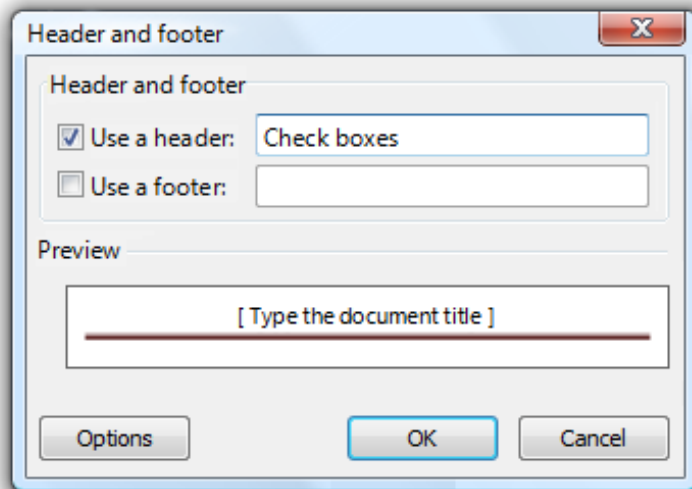 Header and footer
Header and footer
Use a header: Check boxes
Use a footer:
Preview
[ Type the document title ]
Options OK Cancel